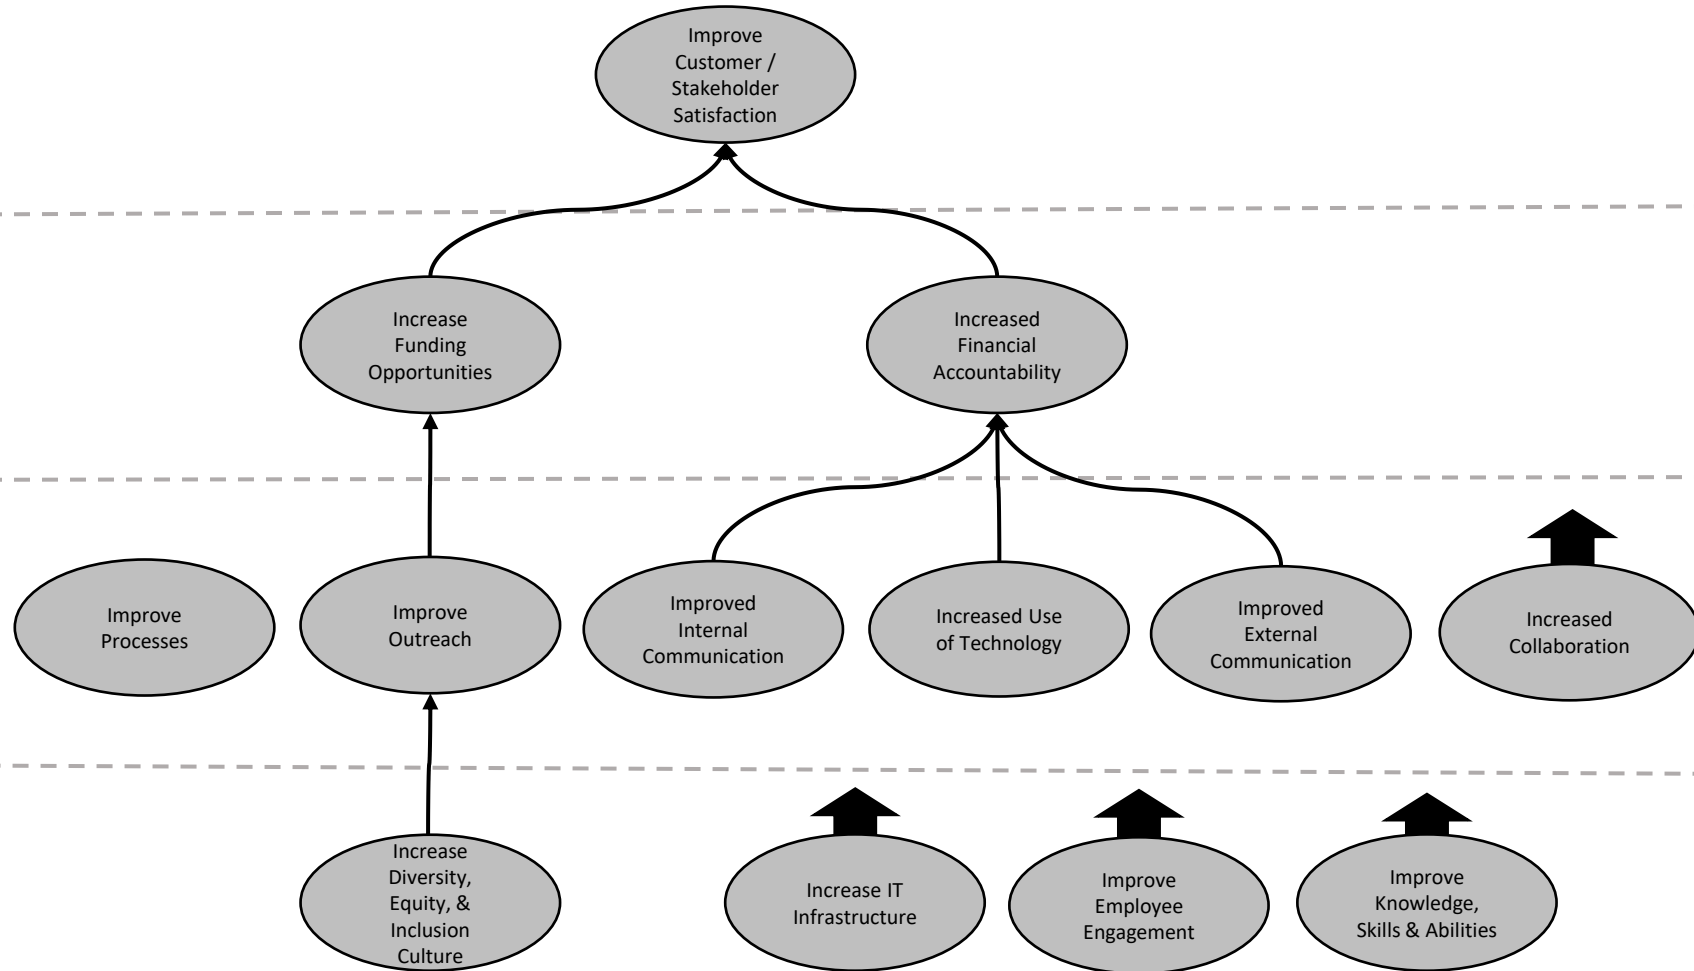 Improve
Customer /
Stakeholder
Satisfaction
Increase
Funding
Opportunities
Increased
Financial
Accountability
Improve
Processes
Improve
Outreach
Improved
Internal
Communication
Increased Use
of Technology
Improved
External
Communication
Increased
Collaboration
Increase
Diversity,
Equity, &
Inclusion
Culture
Increase IT
Infrastructure
Improve
Employee
Engagement
Improve
Knowledge,
Skills & Abilities